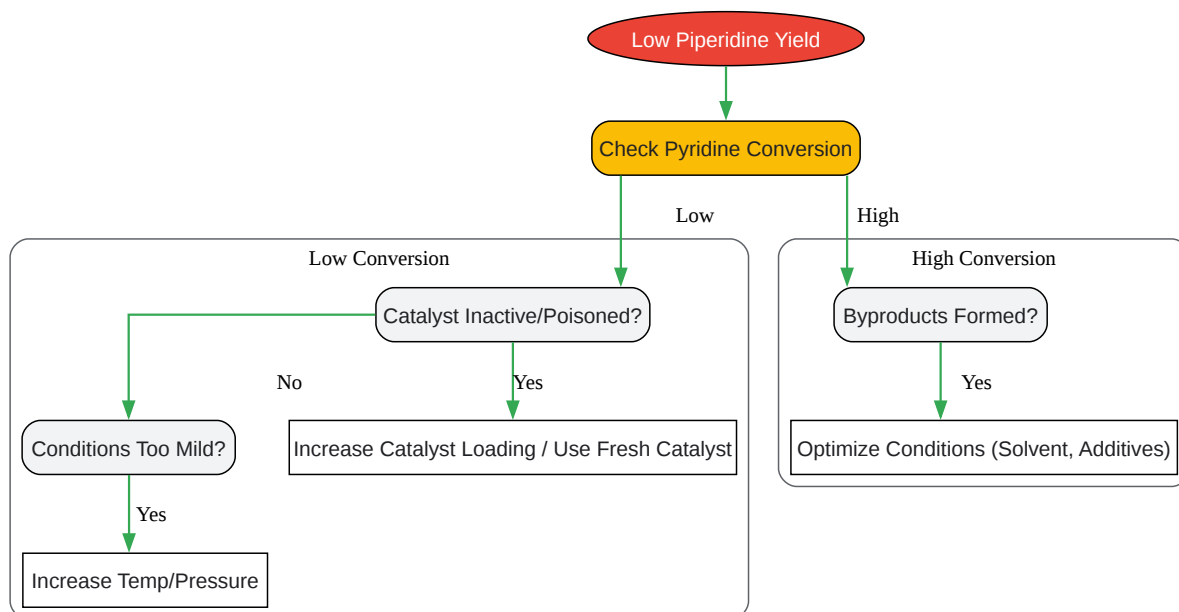 Low Piperidine Yield
Check Pyridine Conversion
Low
High
Low Conversion
High Conversion
Catalyst Inactive/Poisoned?
Byproducts Formed?
No
Yes
Yes
Conditions Too Mild?
Increase Catalyst Loading / Use Fresh Catalyst
Optimize Conditions (Solvent, Additives)
Yes
Increase Temp/Pressure